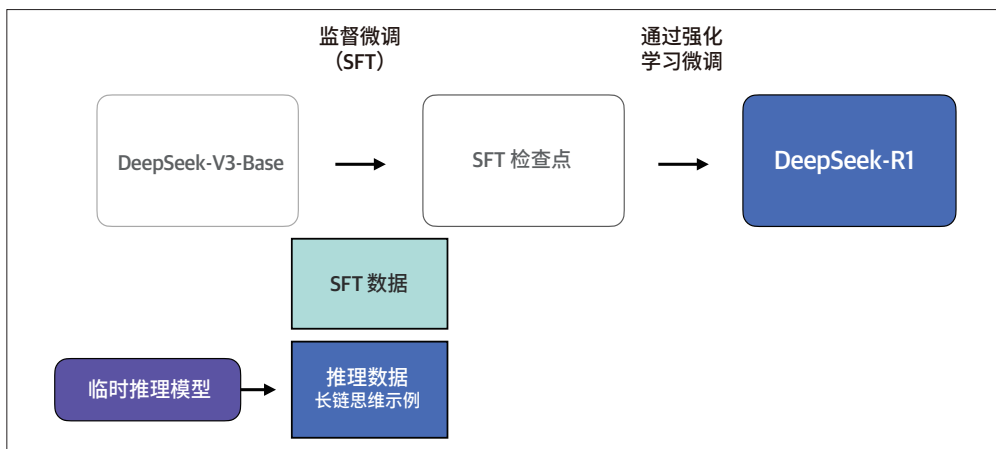 监督微调
（SFT）
通过强化
学习微调
DeepSeek-V3-Base
SFT 检查点
DeepSeek-R1
SFT 数据
临时推理模型
推理数据
长链思维示例